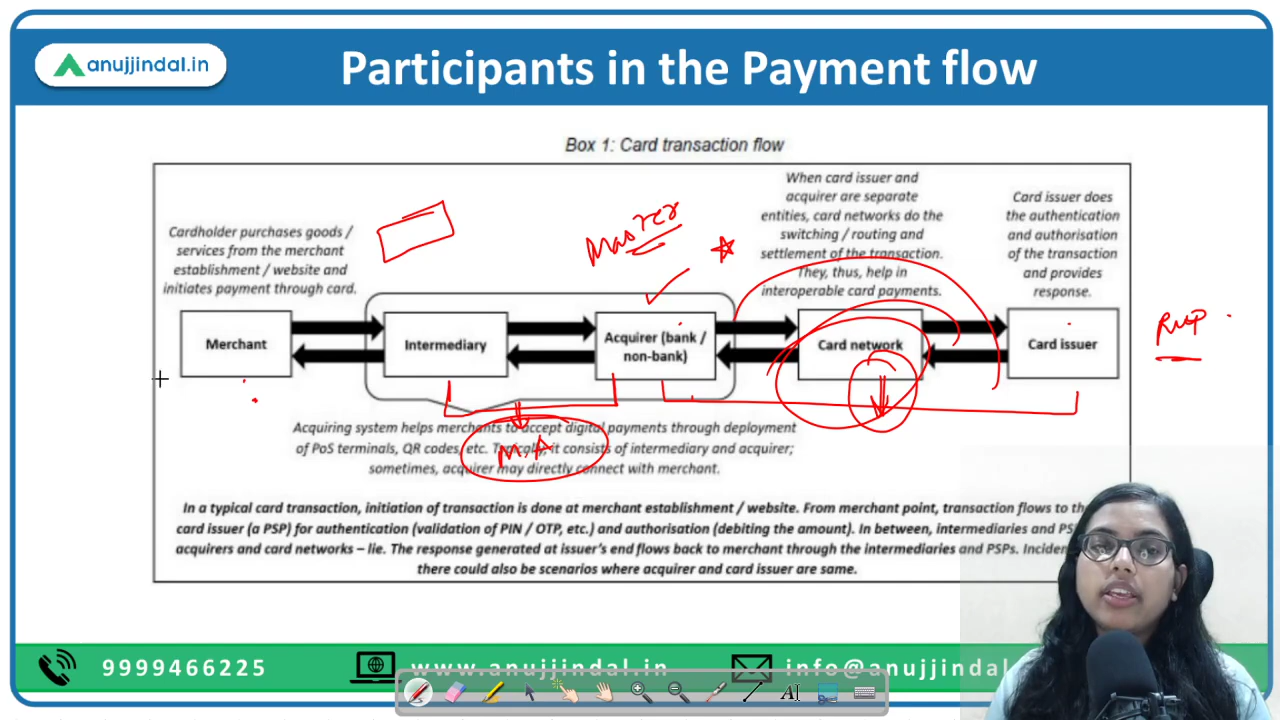 anujjindal.in
Participants in the Payment flow
Box 1: Card transaction flow
Cardholder purchases goods /
services from the merchant
establishment / website and
initiates payment through card.
Master
When card issuer and
acquirer are separate
entities, card networks do the
switching / routing and
settlement of the transaction.
They, thus, help in
interoperable card payments.
Card issuer does
the authentication
and authorisation
of the transaction
and provides
response.
Merchant
Intermediary
Acquirer (bank /
non-bank)
Card network
Card issuer
Acquiring system helps merchants to accept digital payments through deployment
of PoS terminals, QR codes, etc. Typically, it consists of intermediary and acquirer;
sometimes, acquirer may directly connect with merchant.
M.A
In a typical card transaction, initiation of transaction is done at merchant establishment / website. From merchant point, transaction flows to the
card issuer (a PSP) for authentication (validation of PIN / OTP, etc.) and authorisation (debiting the amount). In between, intermediaries and
acquirers and card networks – lie. The response generated at issuer's end flows back to merchant through the intermediaries and PSPs.
there could also be scenarios where acquirer and card issuer are same.
9999466225
www.anujjindal.in
info@anujjindal
AI